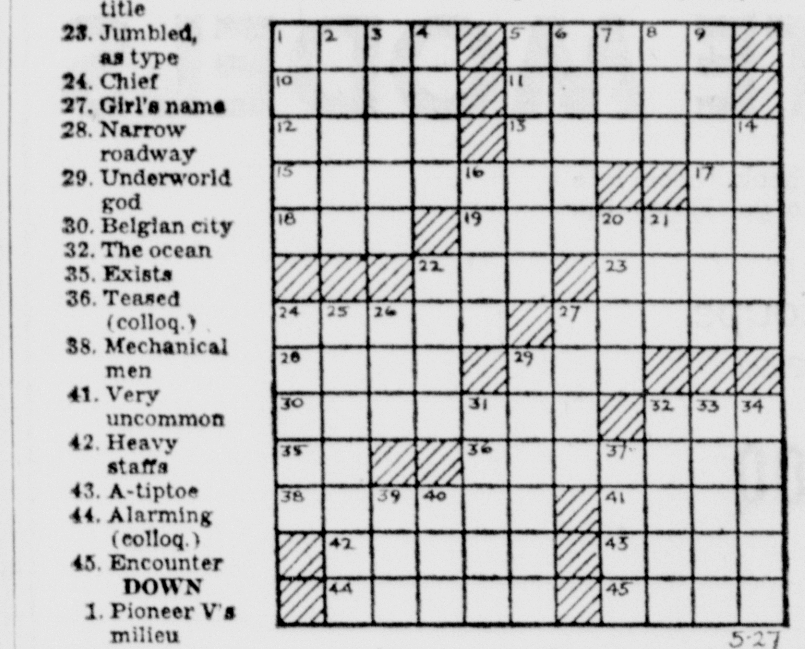 title
23. Jumbled,
as type
24. Chief
27. Girl's name
28. Narrow
roadway
29. Underworld
god
30. Belgian city
32. The ocean
35. Exists
36. Teased
(colloq.)
38. Mechanical
men
41. Very
uncommon
42. Heavy
staffs
43. A-tiptoe
44. Alarming
(colloq.)
45. Encounter
DOWN
1. Pioneer V's
milieu
1 2 3 4 5 6 7 8 9
10 11
12 13 14
15 16 17
18 19 20 21
22 23
24 25 26 27
28 29
30 31 32 33 34
35 36 37
38 39 40 41
42 43
44 45
5-27